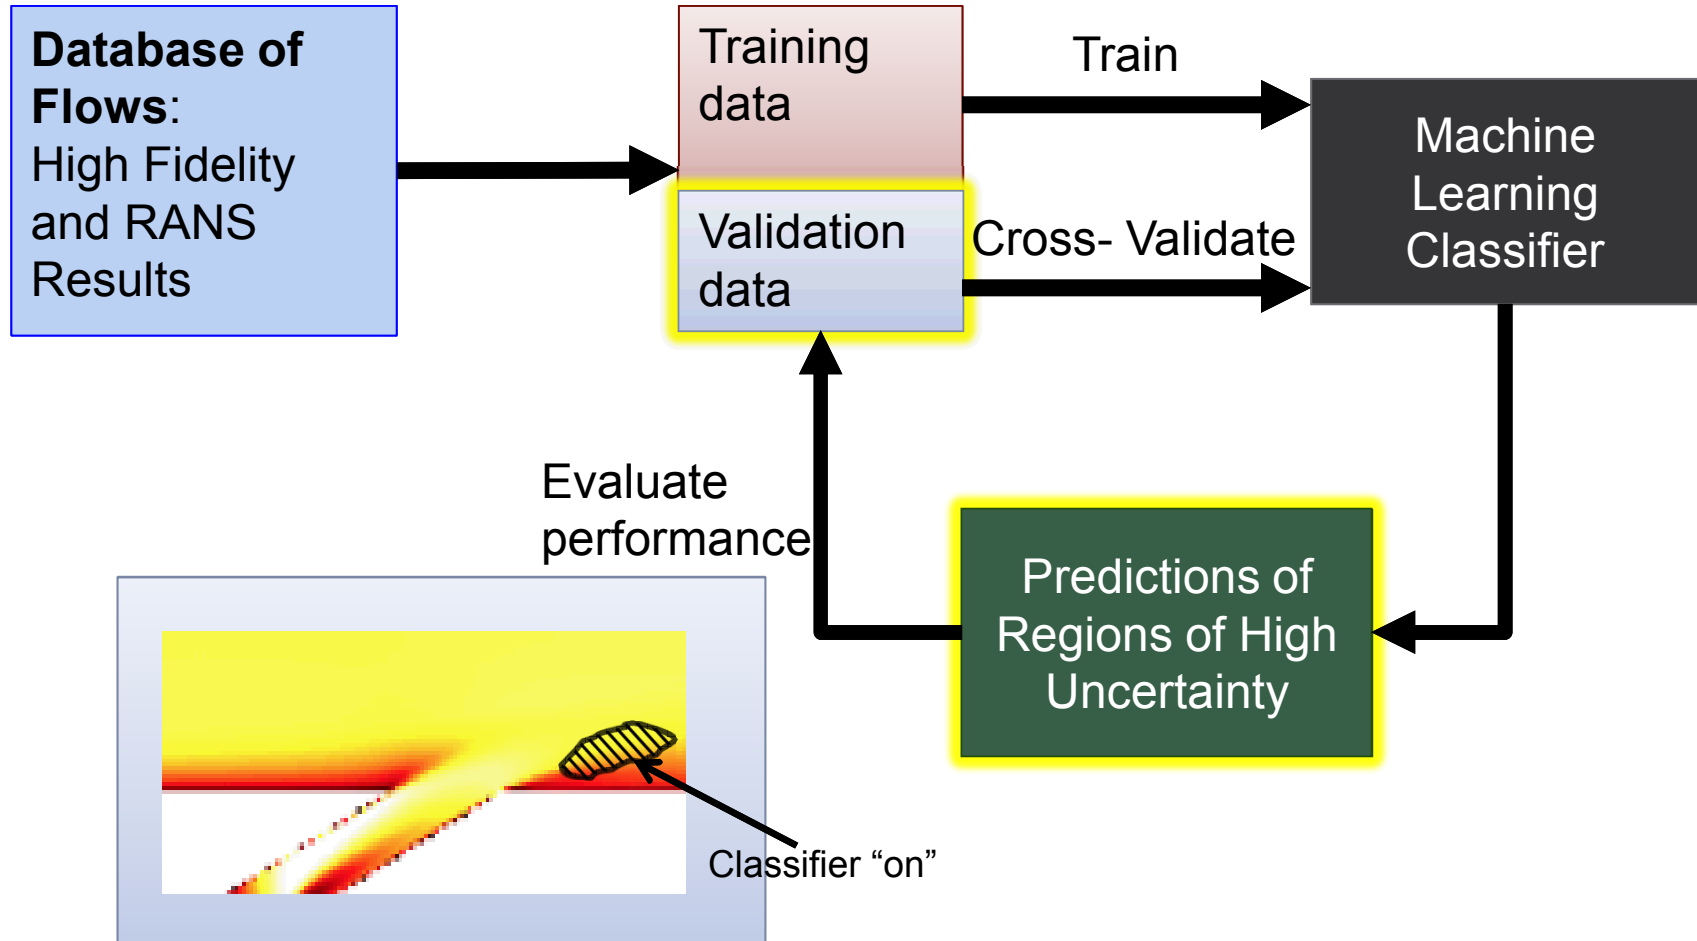 Database of
Flows:
High Fidelity
and RANS
Results
Training
data
Train
Validation
data
Cross- Validate
Machine
Learning
Classifier
Evaluate
performance
Predictions of
Regions of High
Uncertainty
Classifier “on”